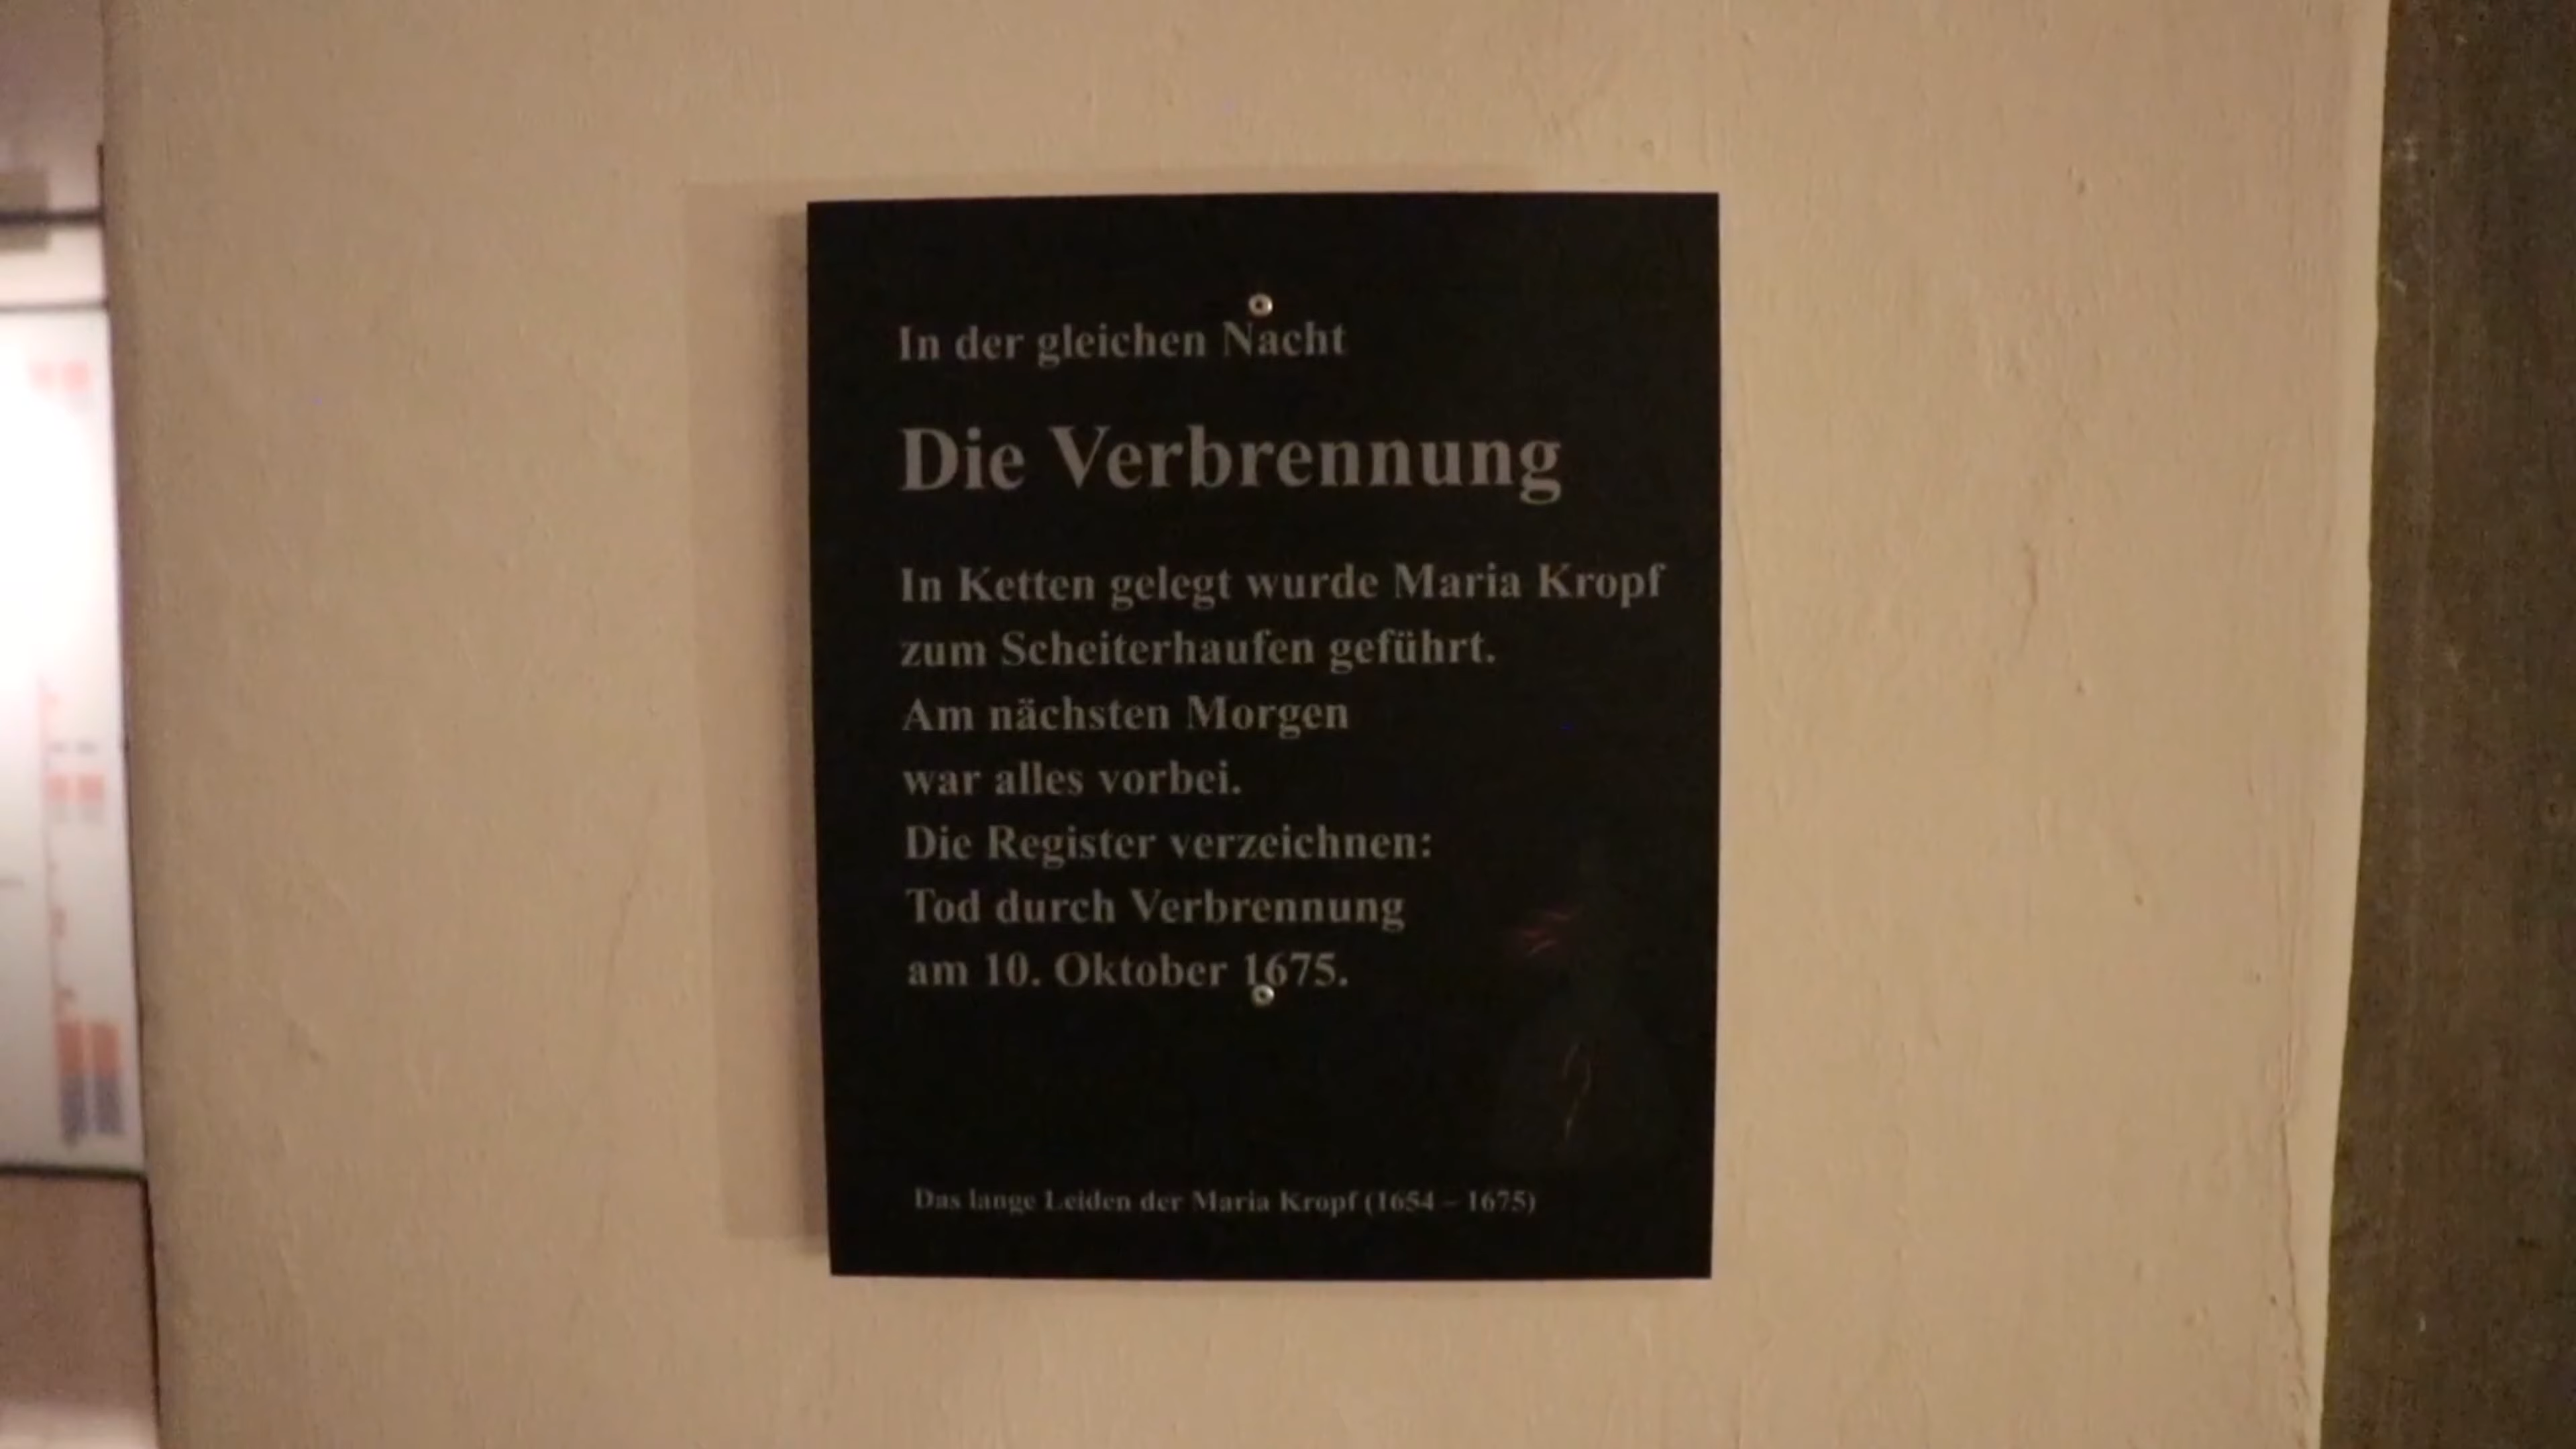 In der gleichen Nacht
Die Verbrennung
In Ketten gelegt wurde Maria Kropf
zum Scheiterhaufen geführt.
Am nächsten Morgen
war alles vorbei.
Die Register verzeichnen:
Tod durch Verbrennung
am 10. Oktober 1675.
Das lange Leiden der Maria Kropf (1654 – 1675)